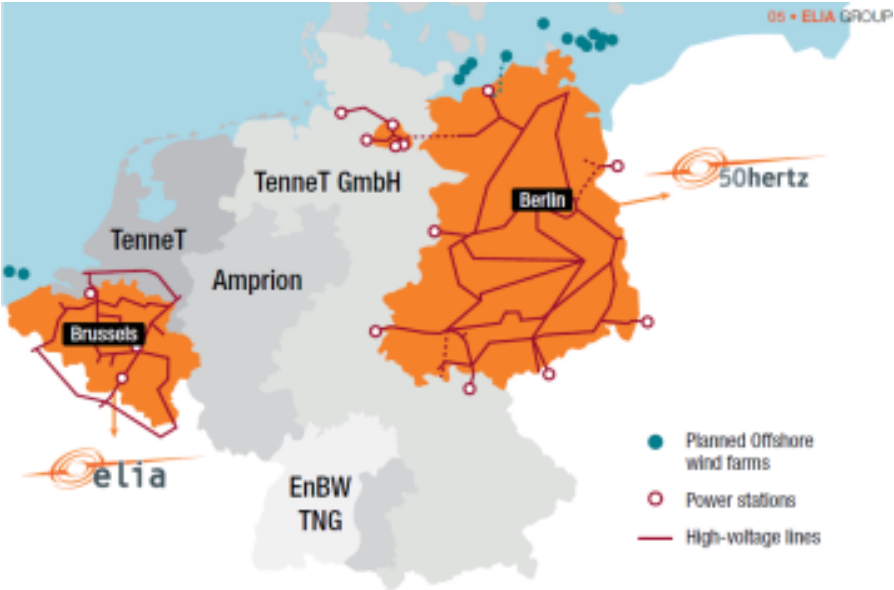 05 • ELIA GROUP
50hertz
TenneT GmbH
Berlin
TenneT
Amprion
Brussels
elia
EnBW
TNG
Planned Offshore
wind farms
Power stations
High-voltage lines